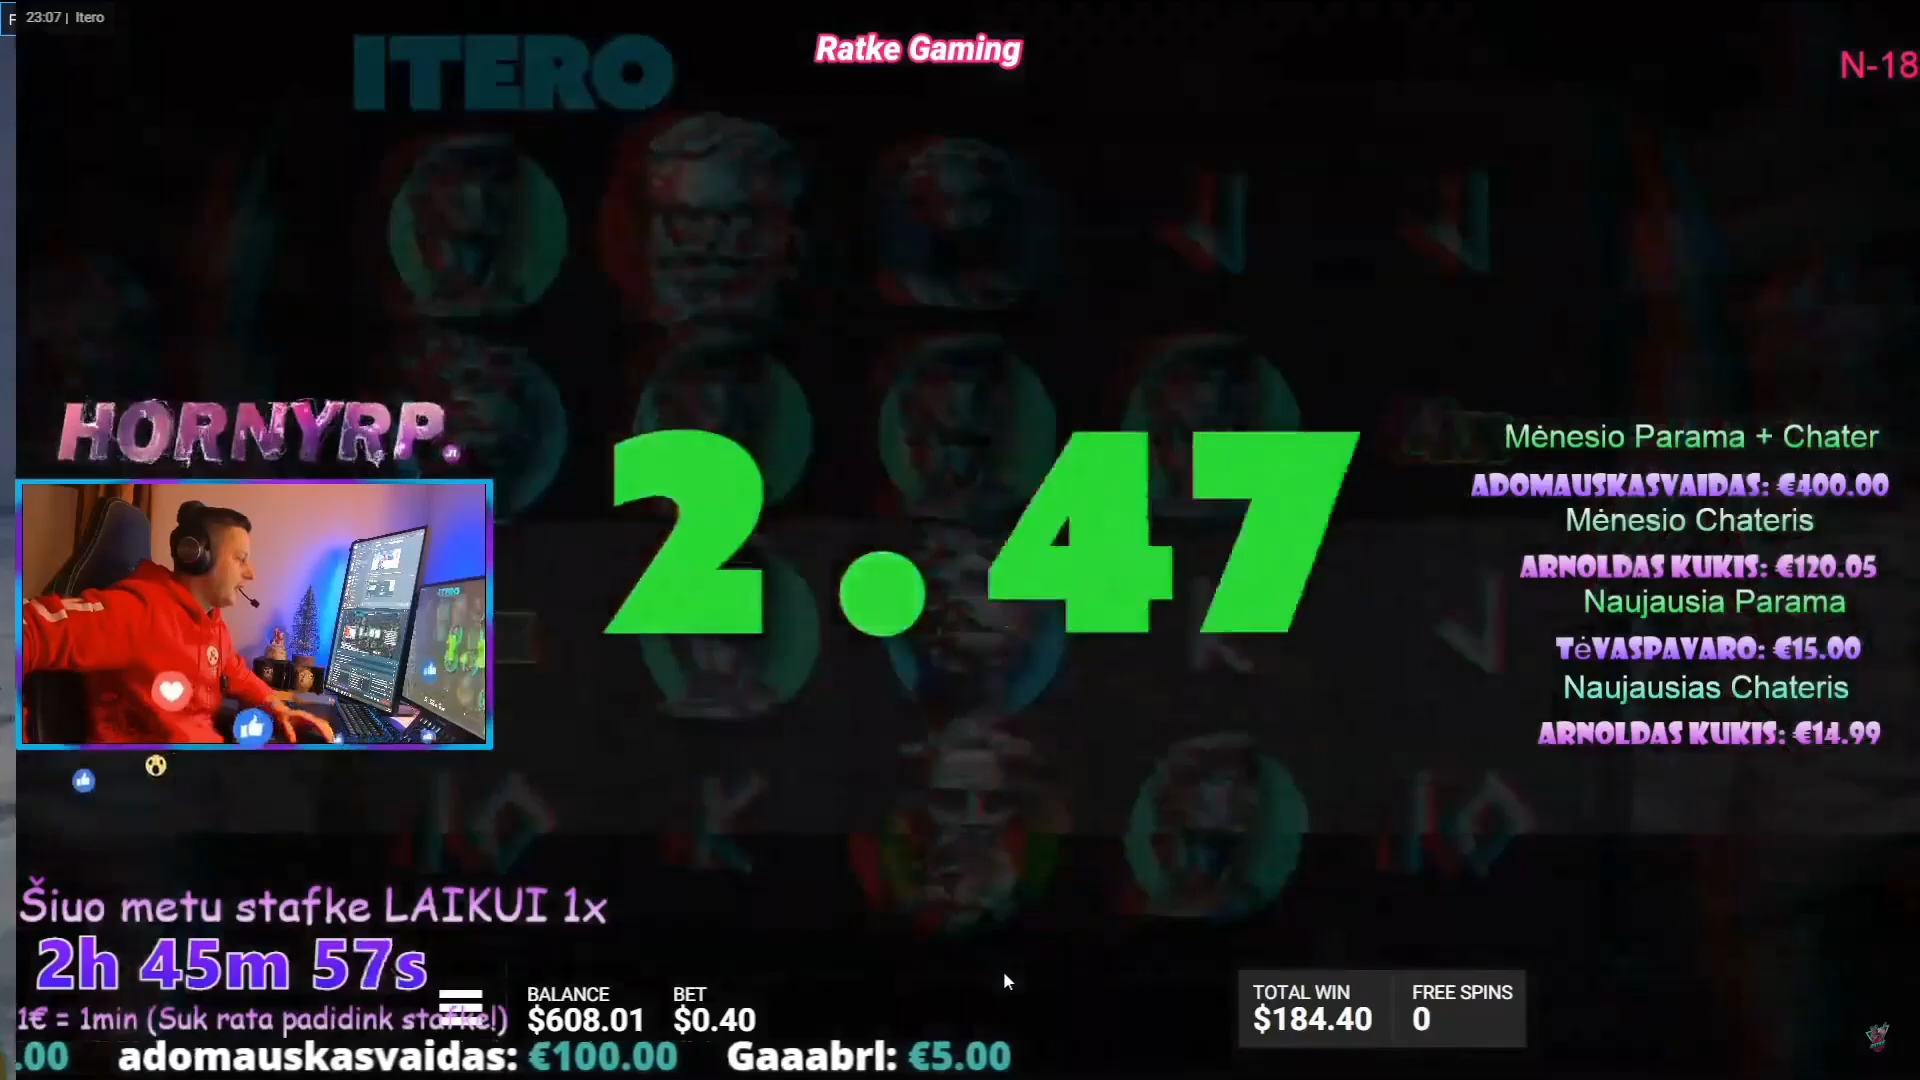 F
23:07 | Itero
ITERO
Ratke Gaming
N-18
HORNYRP.
2.47
Mėnesio Parama + Chater
ADOMAUSKASVAIDAS: €400.00
Mėnesio Chateris
ARNOLDAS KUKIS: €120.05
Naujausia Parama
TėVASPAVARO: €15.00
Naujausias Chateris
ARNOLDAS KUKIS: €14.99
Šiuo metu stafke LAIKUI 1x
2h 45m 57s
1€ = 1min (Suk rata padidink stafke!)
BALANCE
$608.01
BET
$0.40
TOTAL WIN
$184.40
FREE SPINS
0
.00 adomauskasvaidas: €100.00 Gaaabrl: €5.00